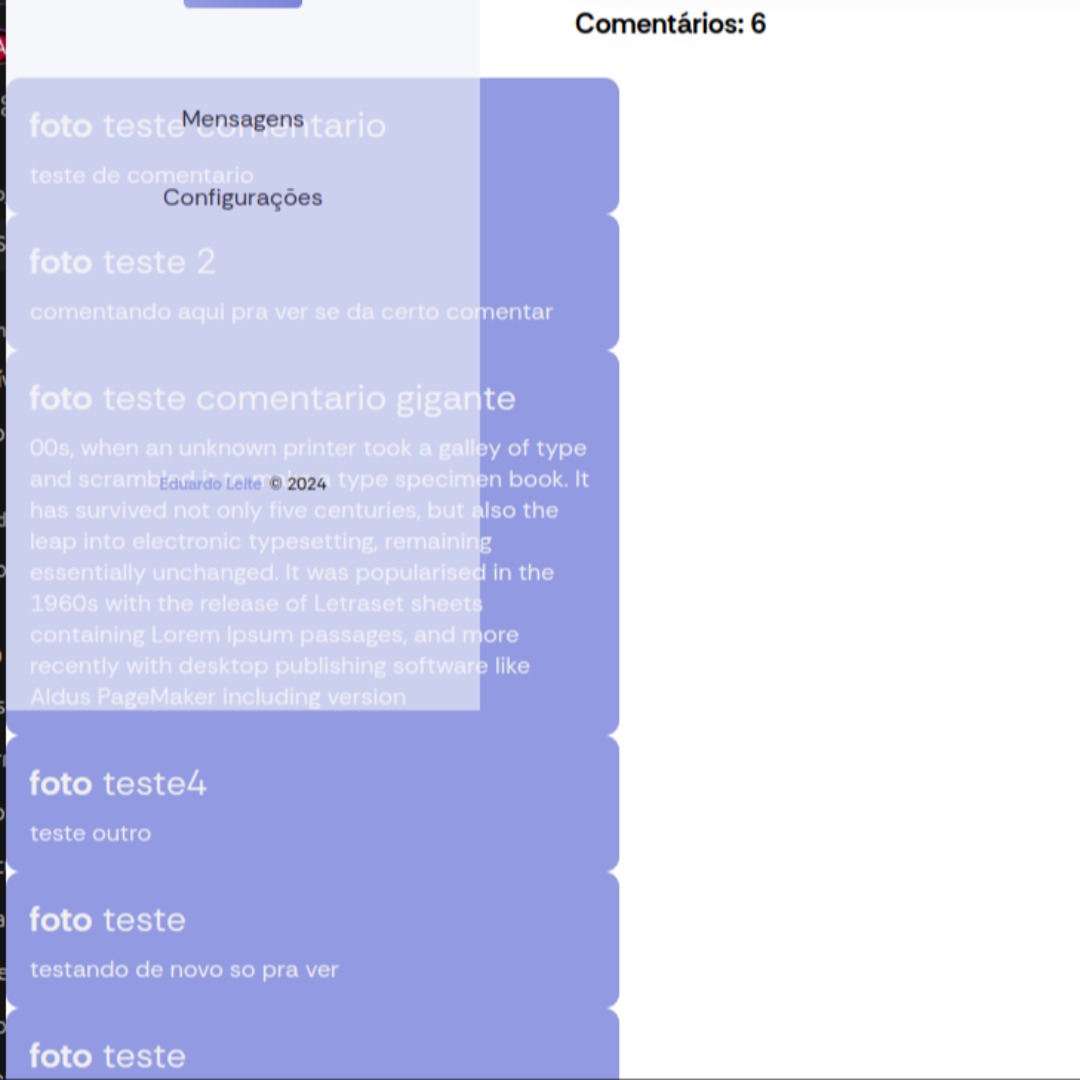 Comentários: 6
foto teste comentario
Mensagens
teste de comentario
Configurações
foto teste 2
comentando aqui pra ver se da certo comentar
foto teste comentario gigante
00s, when an unknown printer took a galley of type
and scrambled it to make a type specimen book. It
Eduardo Leite © 2024
has survived not only five centuries, but also the
leap into electronic typesetting, remaining
essentially unchanged. It was popularised in the
1960s with the release of Letraset sheets
containing Lorem Ipsum passages, and more
recently with desktop publishing software like
Aldus PageMaker including version
foto teste4
teste outro
foto teste
testando de novo so pra ver
foto teste